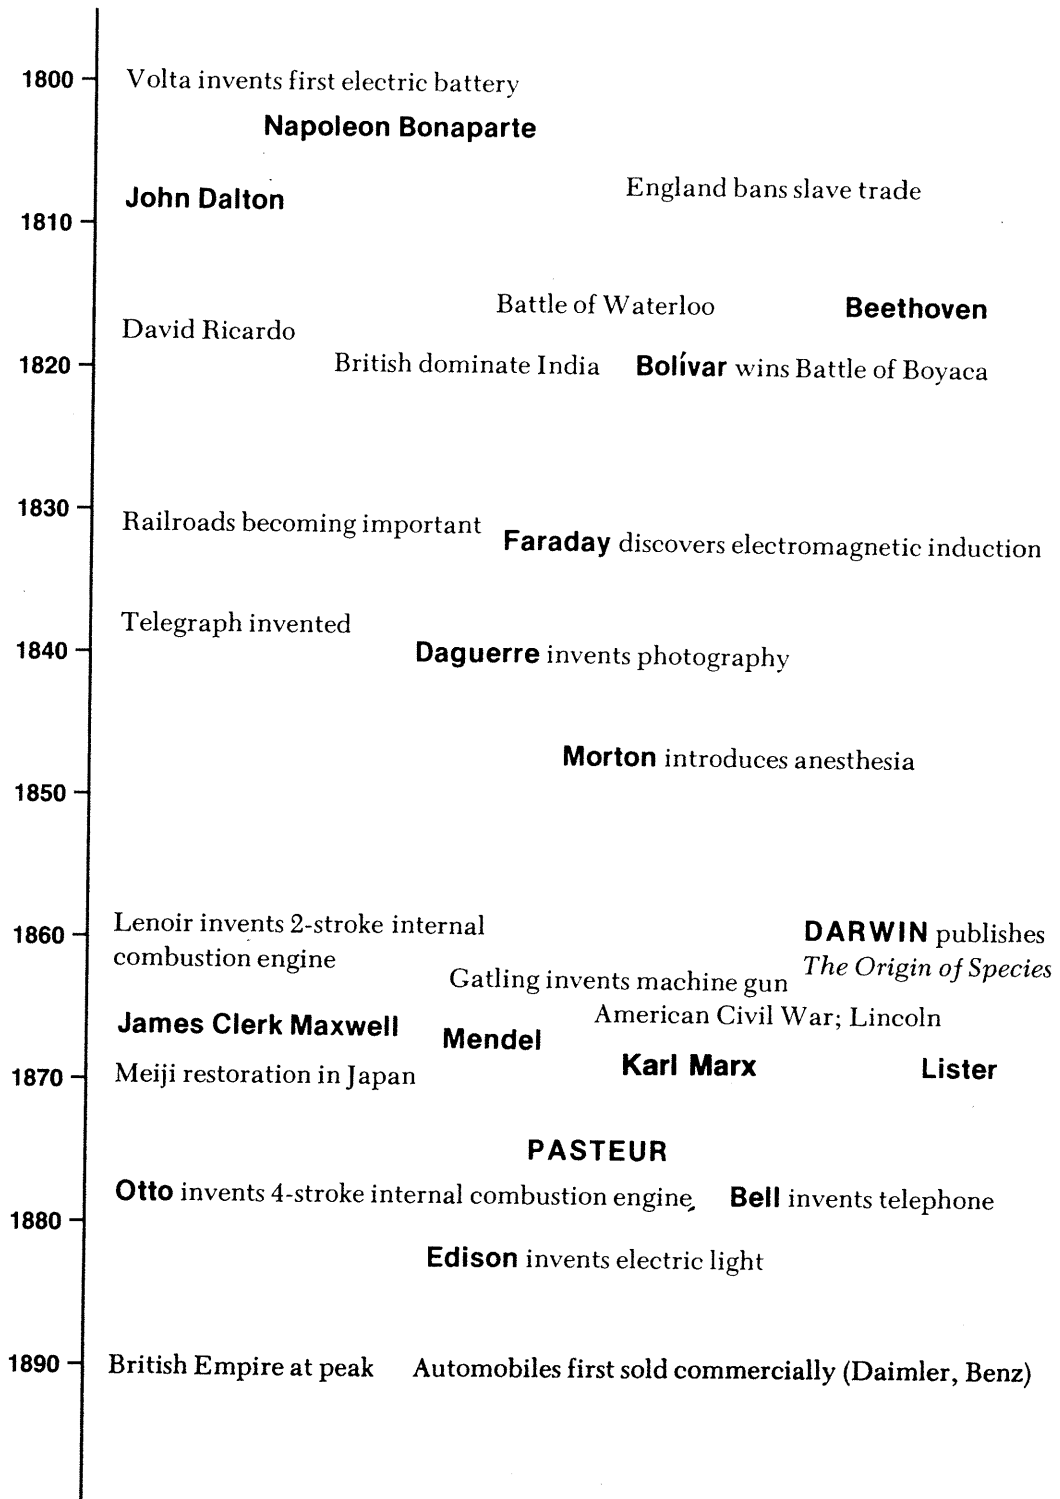 1800 Volta invents first electric battery
Napoleon Bonaparte
John Dalton England bans slave trade
1810
Battle of Waterloo Beethoven
David Ricardo
1820 British dominate India Bolívar wins Battle of Boyaca
1830
Railroads becoming important
Faraday discovers electromagnetic induction
Telegraph invented
1840 Daguerre invents photography
Morton introduces anesthesia
1850
Lenoir invents 2-stroke internal
combustion engine
1860 DARWIN publishes
The Origin of Species
Gatling invents machine gun
American Civil War; Lincoln
James Clerk Maxwell Mendel
Karl Marx Lister
1870 Meiji restoration in Japan
PASTEUR
Otto invents 4-stroke internal combustion engine, Bell invents telephone
1880
Edison invents electric light
1890 British Empire at peak Automobiles first sold commercially (Daimler, Benz)